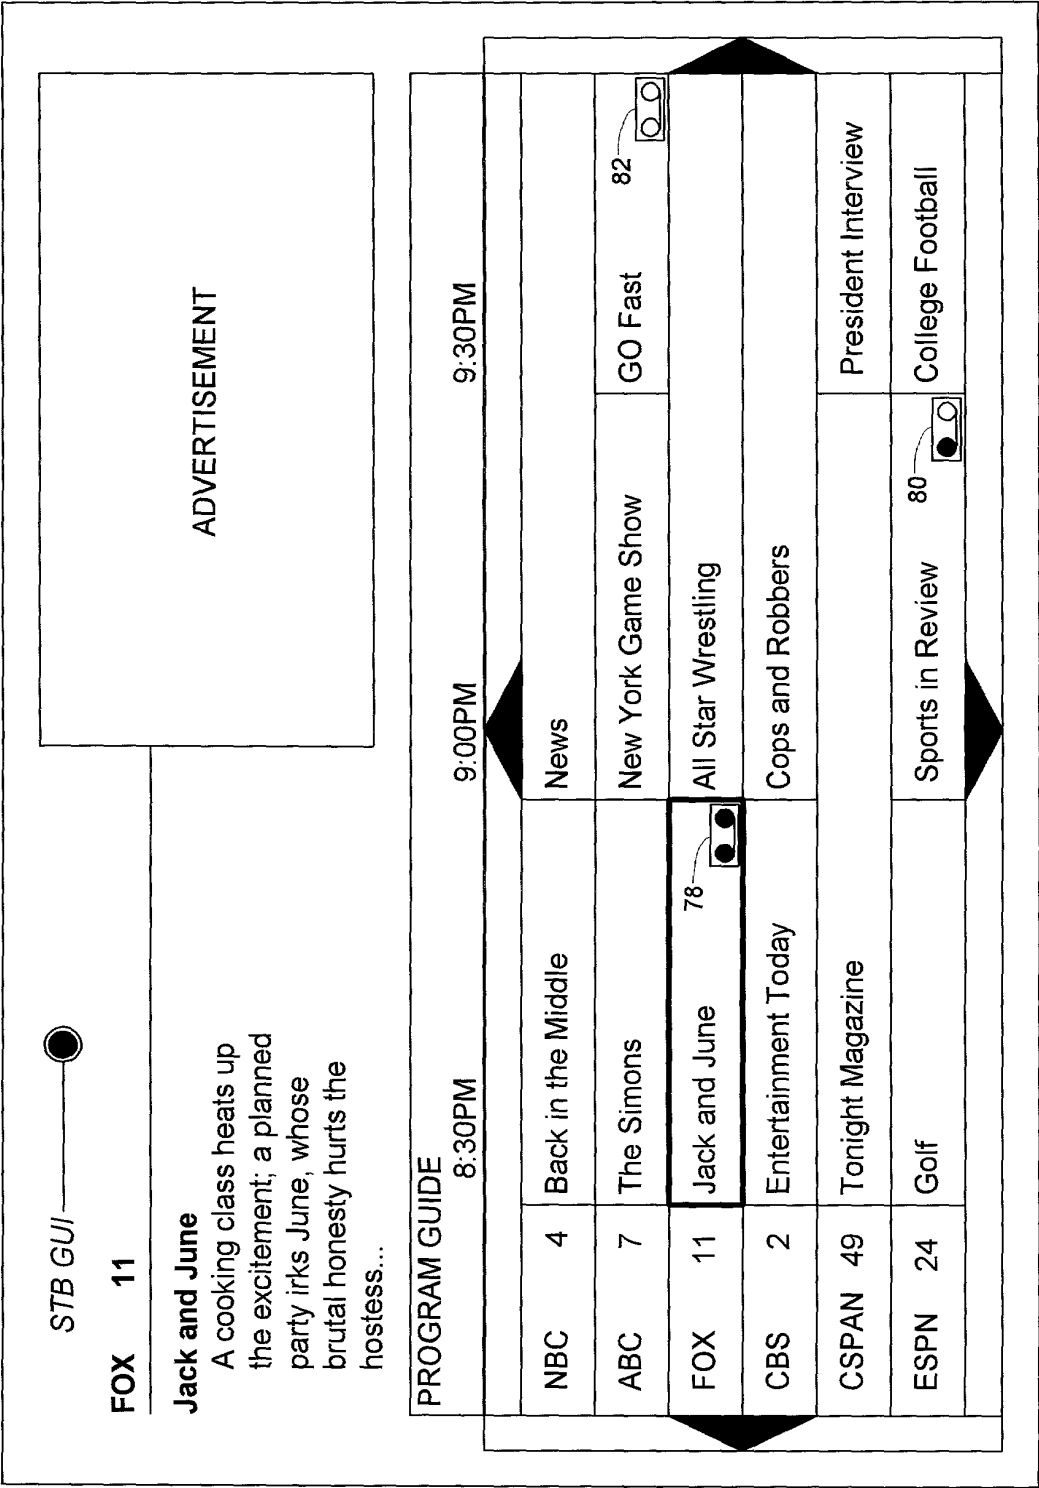 STB GUI
FOX 11
Jack and June
A cooking class heats up
the excitement; a planned
party irks June, whose
brutal honesty hurts the
hostess...
ADVERTISEMENT
PROGRAM GUIDE
8:30PM 9:00PM 9:30PM
NBC 4 Back in the Middle News
ABC 7 The Simons New York Game Show GO Fast 82
FOX 11 Jack and June 78 All Star Wrestling
CBS 2 Entertainment Today Cops and Robbers
CSPAN 49 Tonight Magazine President Interview
ESPN 24 Golf Sports in Review 80 College Football